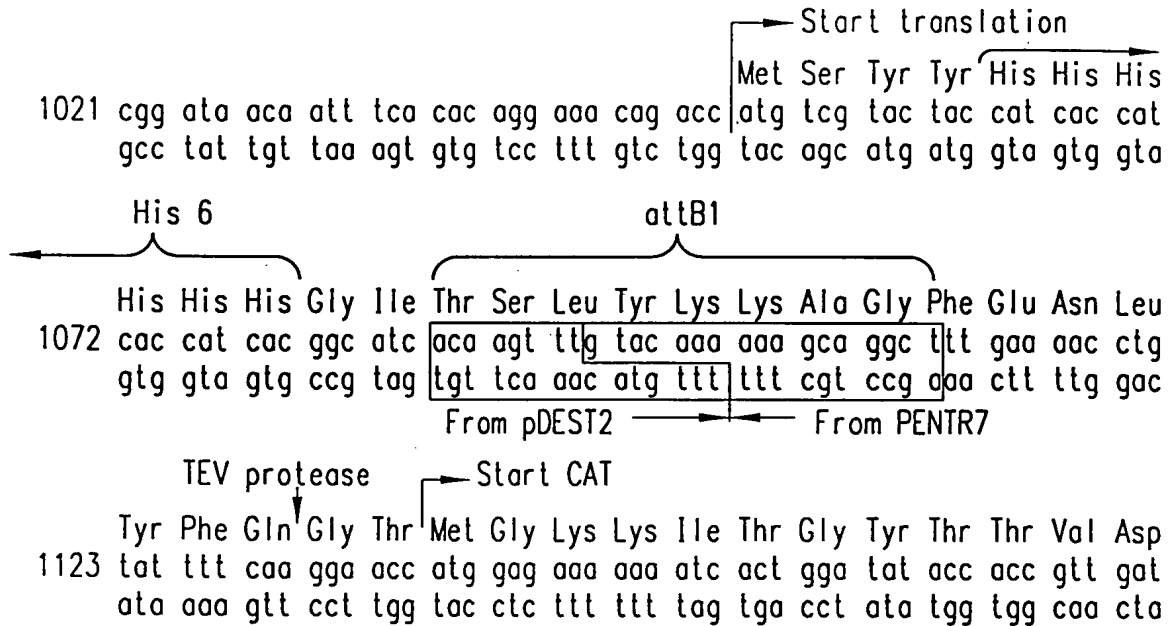 Start translation
Met Ser Tyr Tyr His His His
1021 cgg ata aca att tca cac agg aaa cag acc atg tcg tac tac cat cac cat
gcc tat tgt taa agt gtg tcc ttt gtc tgg tac agc atg atg gta gtg gta
His 6 attB1
His His His Gly Ile Thr Ser Leu Tyr Lys Lys Ala Gly Phe Glu Asn Leu
1072 cac cat cac ggc atc aca agt ttg tac aaa aaa gca ggc ttt gaa aac ctg
gtg gta gtg ccg tag tgt tca aac atg ttt ttt cgt ccg aaa ctt ttg gac
From pDEST2 From PENTR7
TEV protease Start CAT
Tyr Phe Gln Gly Thr Met Gly Lys Lys Ile Thr Gly Tyr Thr Thr Val Asp
1123 tat ttt caa gga acc atg gag aaa aaa atc act gga tat acc acc gtt gat
ata aaa gtt cct tgg tac ctc ttt ttt tag tga cct ata tgg tgg caa cta